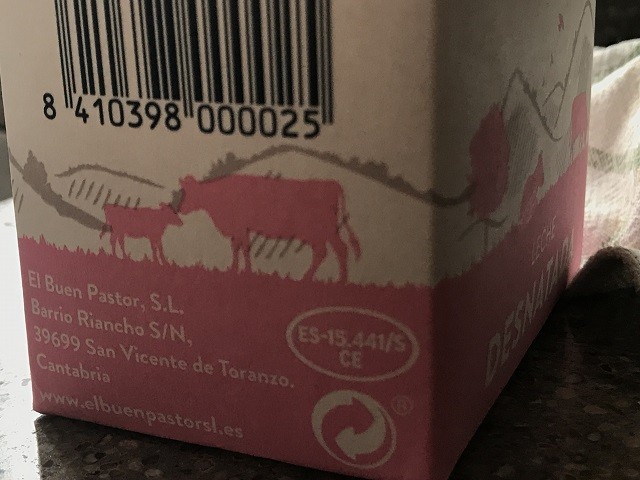 8 410398 000025
El Buen Pastor, S.L.
Barrio Riancho S/N,
39699 San Vicente de Toranzo.
Cantabria
www.elbuenpastorsl.es
ES-15.441/S
CE
®
LECHE
DESNATADA